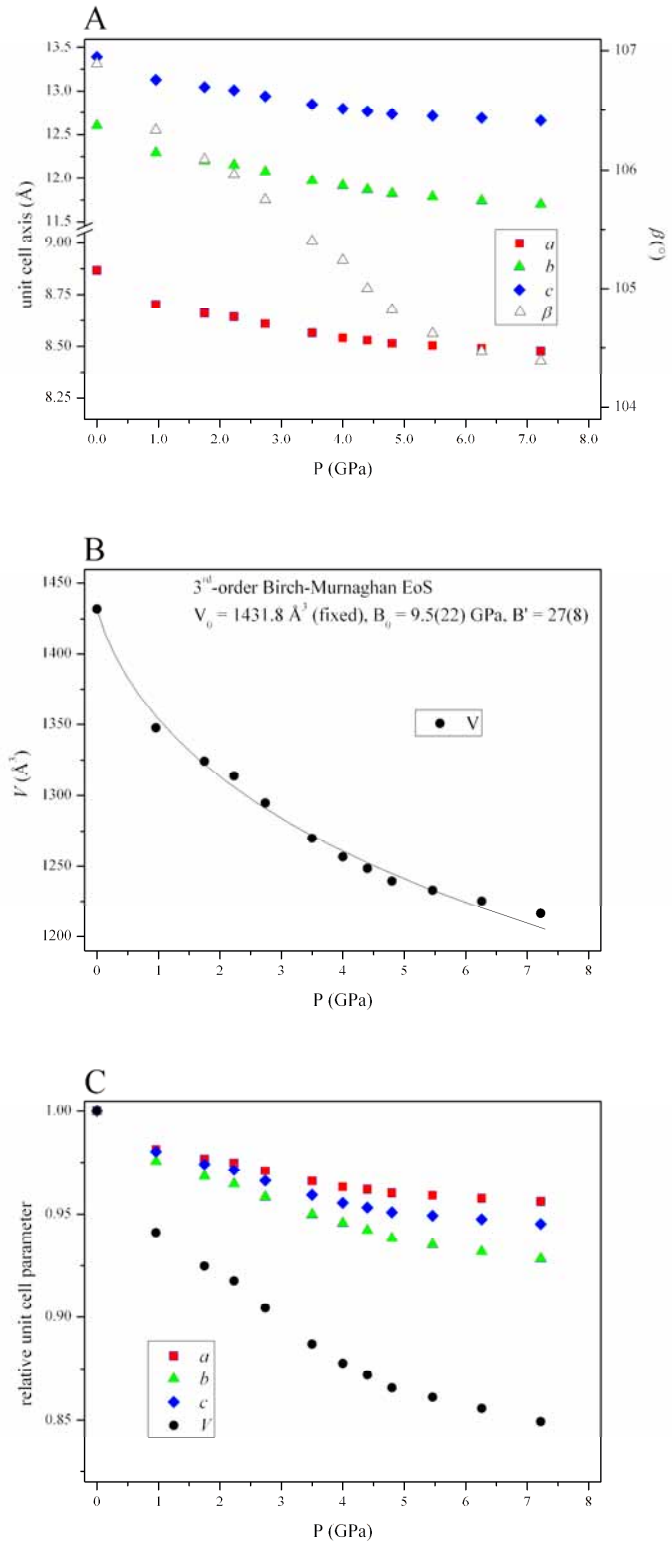 A
13.5
13.0
12.5
12.0
11.5
9.00
8.75
8.50
8.25
unit cell axis (Å)
107
106
105
104
β(°)
a
b
c
β
0.0 1.0 2.0 3.0 4.0 5.0 6.0 7.0 8.0
P (GPa)
B
3rd-order Birch-Murnaghan EoS
V0 = 1431.8 Å3 (fixed), B0 = 9.5(22) GPa, B' = 27(8)
V
1450
1400
1350
1300
1250
1200
V (Å3)
0 1 2 3 4 5 6 7 8
P (GPa)
C
1.00
0.95
0.90
0.85
relative unit cell parameter
a
b
c
V
0 1 2 3 4 5 6 7 8
P (GPa)